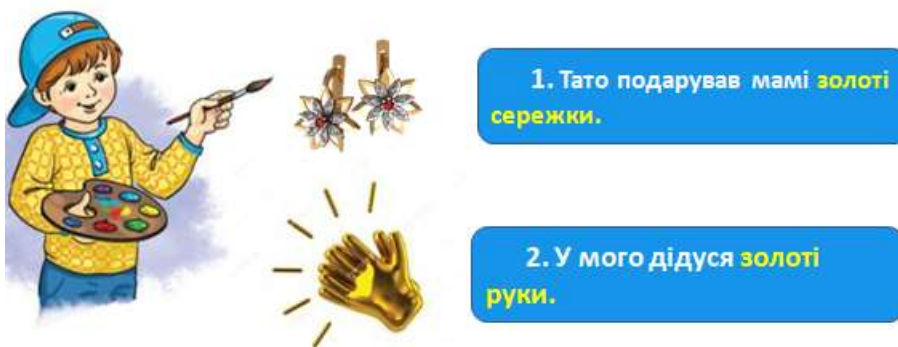 1. Тато подарував мамі золоті
сережки.
2. У мого дідуся золоті
руки.